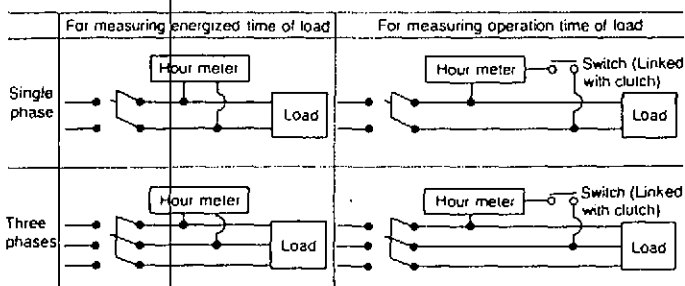 For measuring energized time of load
For measuring operation time of load
Single
phase
Hour meter
Load
Hour meter
Switch (Linked
with clutch)
Load
Three
phases
Hour meter
Load
Hour meter
Switch (Linked
with clutch)
Load